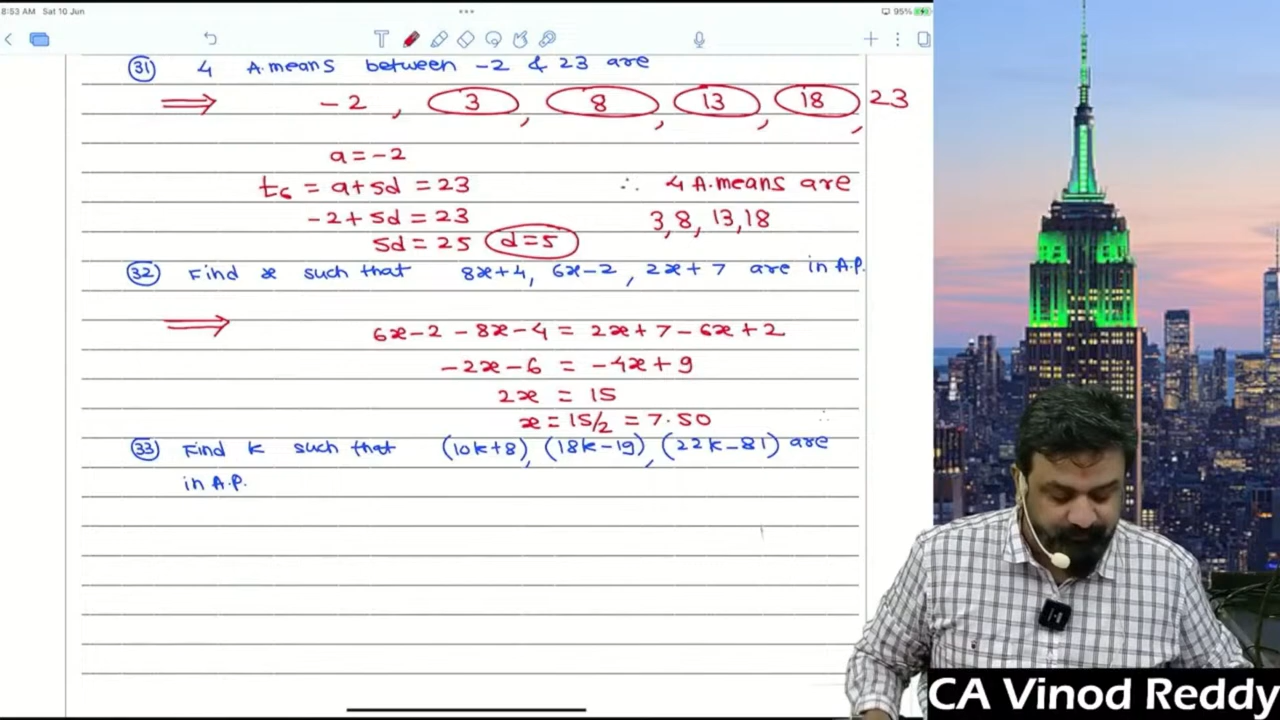 8:53 AM Sat 10 Jun
95%
(31) 4 A.means between -2 & 23 are
⇒ -2, 3, 8, 13, 18, 23
a = -2
t₆ = a+5d = 23
∴ 4 A.means are
-2 + 5d = 23
3, 8, 13, 18
5d = 25 d=5
(32) Find x such that 8x+4, 6x-2, 2x+7 are in A.P.
⇒ 6x-2 - 8x-4 = 2x+7-6x+2
-2x-6 = -4x+9
2x = 15
x = 15/2 = 7.50
(33) Find k such that (10k+8), (18k-19), (22k-81) are
in A.P.
CA Vinod Reddy